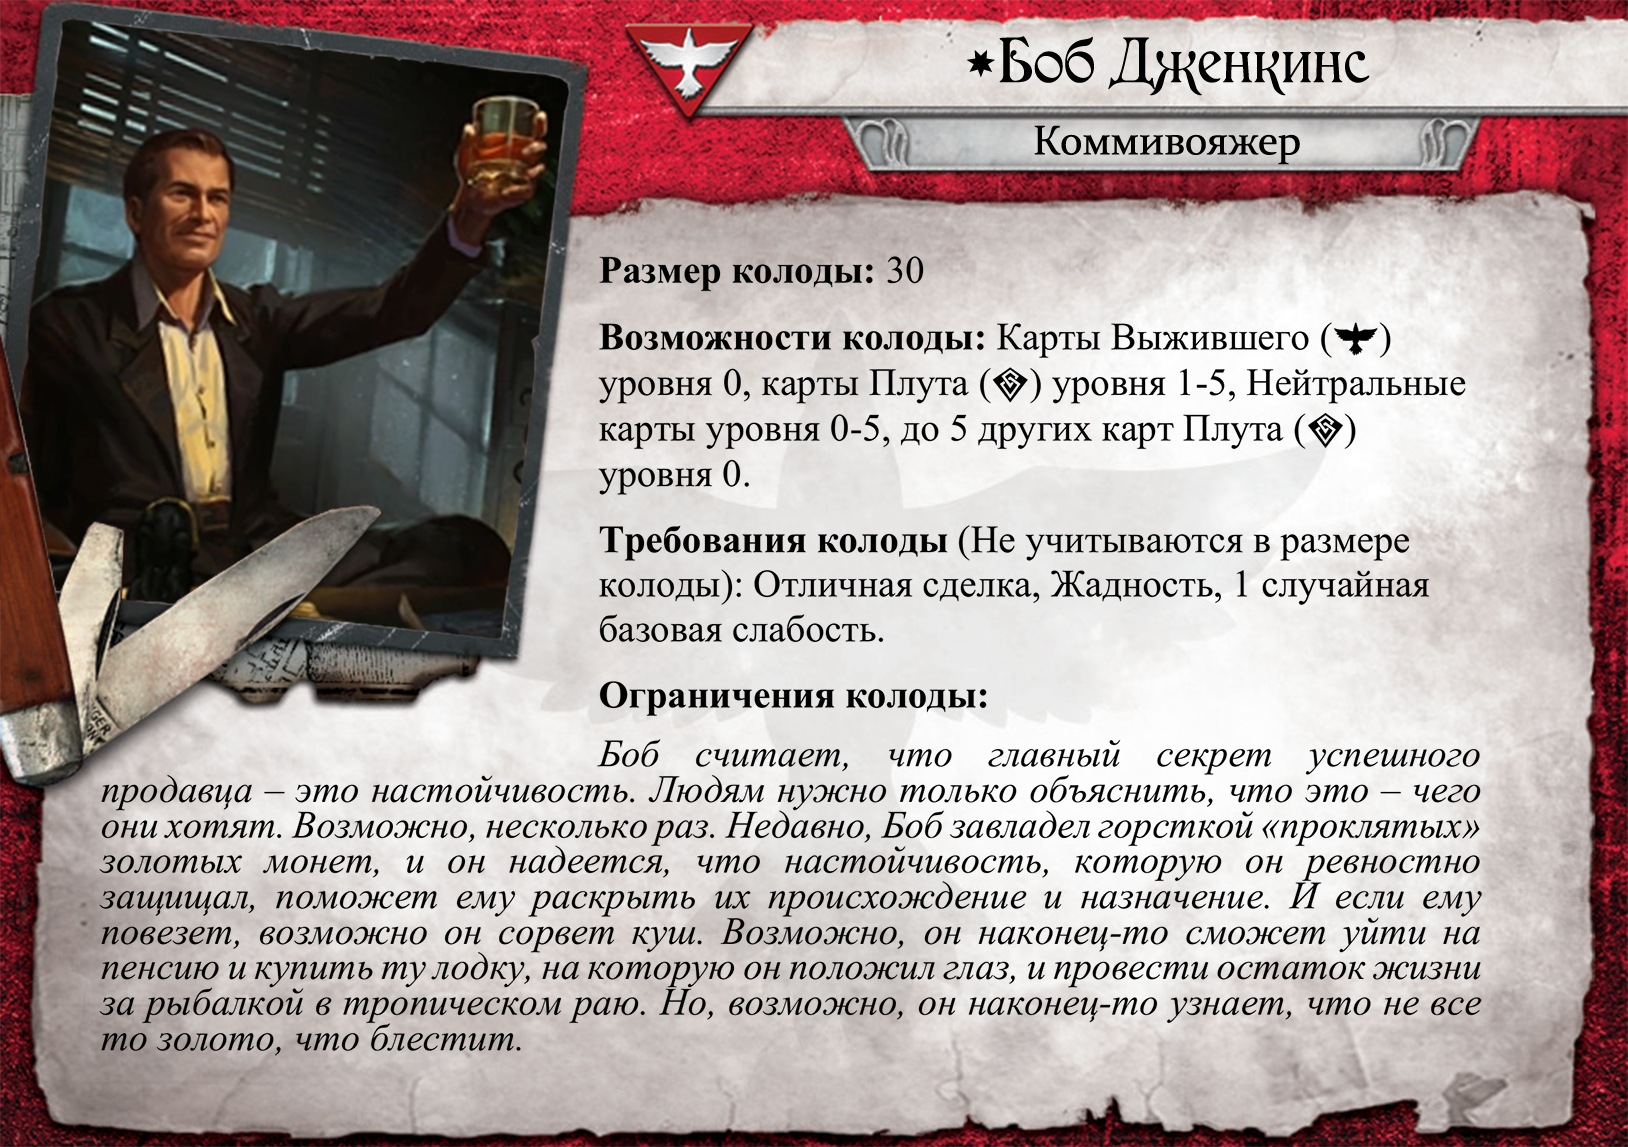 Боб Дженкинс
Коммивояжер
Размер колоды: 30
Возможности колоды: Карты Выжившего ()
уровня 0, карты Плута () уровня 1-5, Нейтральные
карты уровня 0-5, до 5 других карт Плута ()
уровня 0.
Требования колоды (Не учитываются в размере
колоды): Отличная сделка, Жадность, 1 случайная
базовая слабость.
Ограничения колоды:
Боб считает, что главный секрет успешного
продавца – это настойчивость. Людям нужно только объяснить, что это – чего
они хотят. Возможно, несколько раз. Недавно, Боб завладел горсткой «проклятых»
золотых монет, и он надеется, что настойчивость, которую он ревностно
защищал, поможет ему раскрыть их происхождение и назначение. И если ему
повезет, возможно он сорвет куш. Возможно, он наконец-то сможет уйти на
пенсию и купить ту лодку, на которую он положил глаз, и провести остаток жизни
за рыбалкой в тропическом раю. Но, возможно, он наконец-то узнает, что не все
то золото, что блестит.